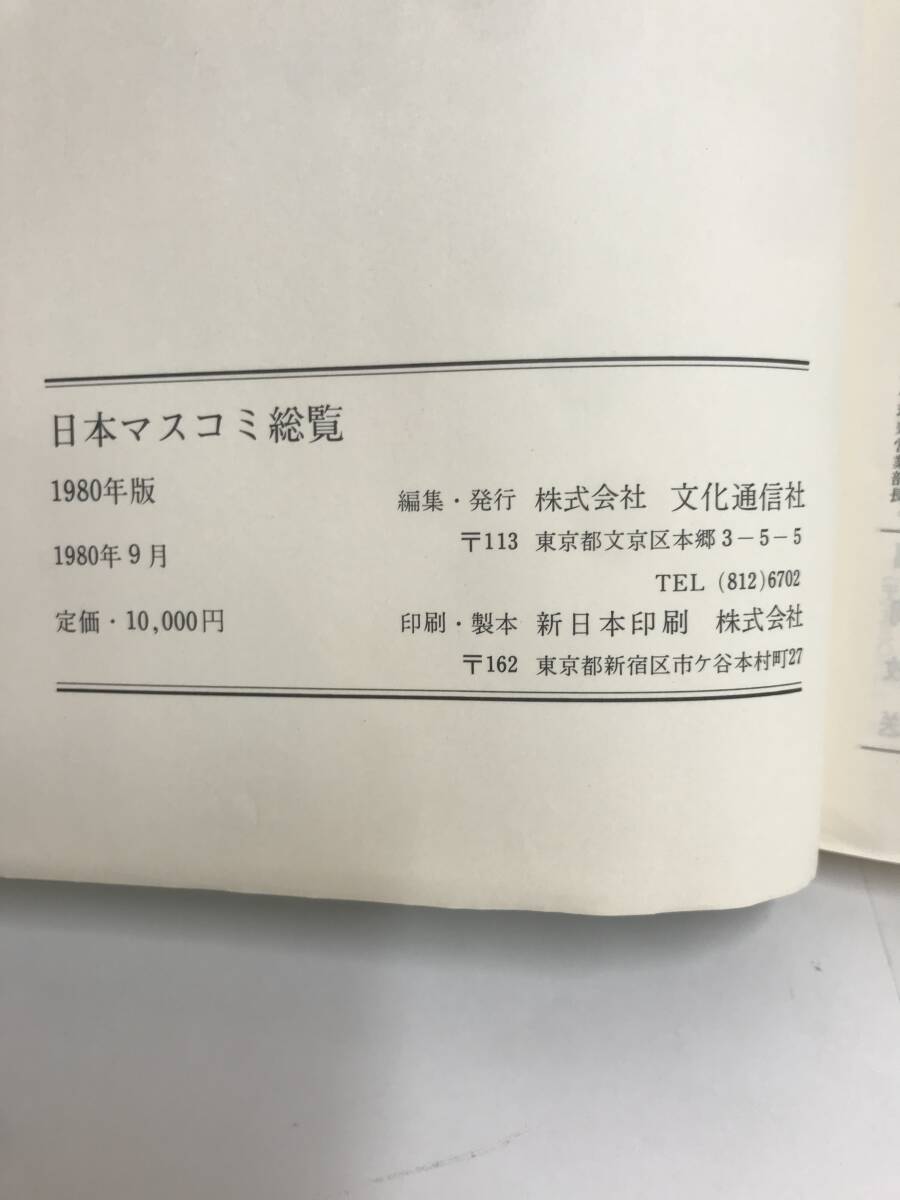 日本マスコミ総覧
1980年版
1980年9月
定価・10,000円
編集・発行 株式会社 文化通信社
〒113 東京都文京区本郷3-5-5
TEL (812)6702
印刷・製本 新日本印刷 株式会社
〒162 東京都新宿区市ケ谷本村町27